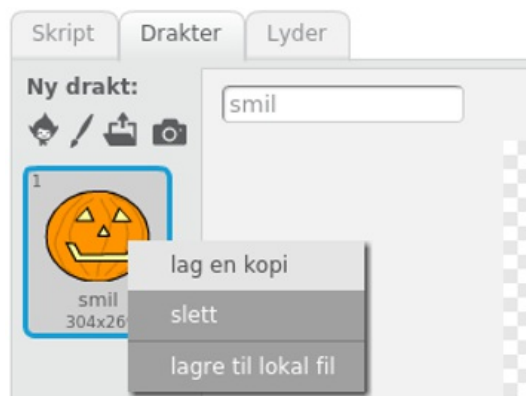 Skript Drakter Lyder
Ny drakt:
smil
1
smil
304x26
lag en kopi
slett
lagre til lokal fil